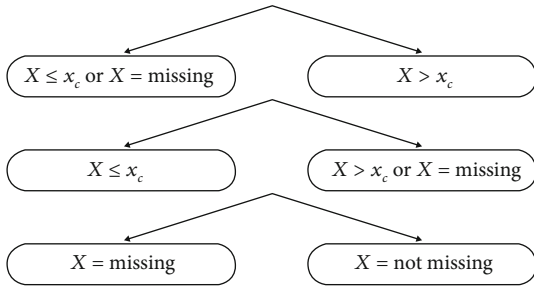 X ≤ x_c or X = missing
X > x_c
X ≤ x_c
X > x_c or X = missing
X = missing
X = not missing